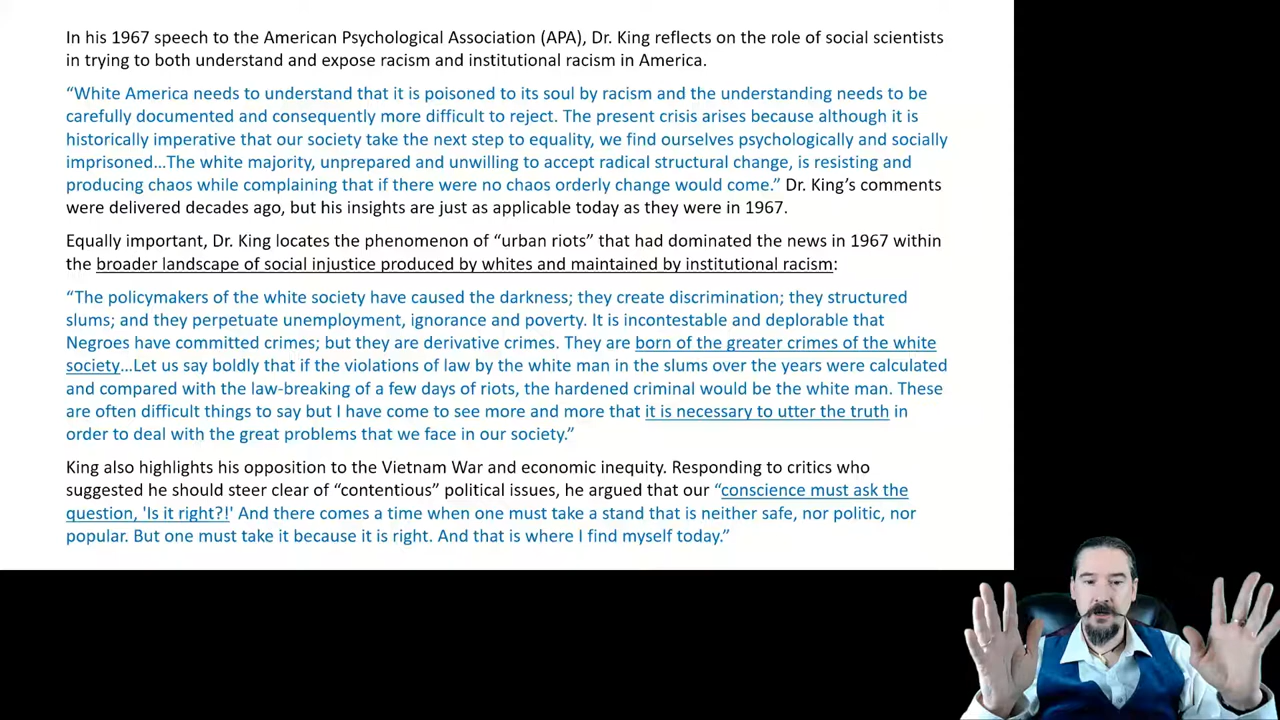 In his 1967 speech to the American Psychological Association (APA), Dr. King reflects on the role of social scientists
in trying to both understand and expose racism and institutional racism in America.
“White America needs to understand that it is poisoned to its soul by racism and the understanding needs to be
carefully documented and consequently more difficult to reject. The present crisis arises because although it is
historically imperative that our society take the next step to equality, we find ourselves psychologically and socially
imprisoned…The white majority, unprepared and unwilling to accept radical structural change, is resisting and
producing chaos while complaining that if there were no chaos orderly change would come.” Dr. King’s comments
were delivered decades ago, but his insights are just as applicable today as they were in 1967.
Equally important, Dr. King locates the phenomenon of “urban riots” that had dominated the news in 1967 within
the broader landscape of social injustice produced by whites and maintained by institutional racism:
“The policymakers of the white society have caused the darkness; they create discrimination; they structured
slums; and they perpetuate unemployment, ignorance and poverty. It is incontestable and deplorable that
Negroes have committed crimes; but they are derivative crimes. They are born of the greater crimes of the white
society…Let us say boldly that if the violations of law by the white man in the slums over the years were calculated
and compared with the law-breaking of a few days of riots, the hardened criminal would be the white man. These
are often difficult things to say but I have come to see more and more that it is necessary to utter the truth in
order to deal with the great problems that we face in our society.”
King also highlights his opposition to the Vietnam War and economic inequity. Responding to critics who
suggested he should steer clear of “contentious” political issues, he argued that our “conscience must ask the
question, 'Is it right?!' And there comes a time when one must take a stand that is neither safe, nor politic, nor
popular. But one must take it because it is right. And that is where I find myself today.”